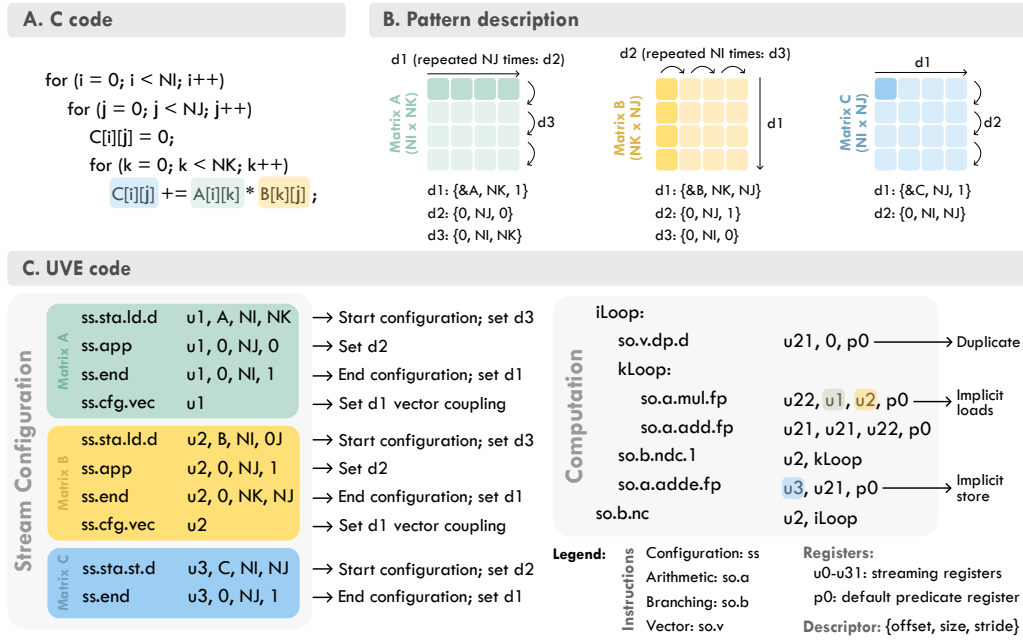 A. C code
for (i = 0; i < NI; i++)
for (j = 0; j < NJ; j++)
C[i][j] = 0;
for (k = 0; k < NK; k++)
C[i][j] += A[i][k] * B[k][j] ;
B. Pattern description
d1 (repeated NJ times: d2)
Matrix A
(NI x NK)
d3
d1: {&A, NK, 1}
d2: {0, NJ, 0}
d3: {0, NI, NK}
d2 (repeated NI times: d3)
Matrix B
(NK x NJ)
d1
d1: {&B, NK, NJ}
d2: {0, NJ, 1}
d3: {0, NI, 0}
d1
Matrix C
(NI x NJ)
d2
d1: {&C, NJ, 1}
d2: {0, NI, NJ}
C. UVE code
Stream Configuration
Matrix A
ss.sta.ld.d u1, A, NI, NK → Start configuration; set d3
ss.app u1, 0, NJ, 0 → Set d2
ss.end u1, 0, NI, 1 → End configuration; set d1
ss.cfg.vec u1 → Set d1 vector coupling
Matrix B
ss.sta.ld.d u2, B, NI, 0J → Start configuration; set d3
ss.app u2, 0, NJ, 1 → Set d2
ss.end u2, 0, NK, NJ → End configuration; set d1
ss.cfg.vec u2 → Set d1 vector coupling
Matrix C
ss.sta.st.d u3, C, NI, NJ → Start configuration; set d2
ss.end u3, 0, NJ, 1 → End configuration; set d1
Computation
iLoop:
so.v.dp.d u21, 0, p0 → Duplicate
kLoop:
so.a.mul.fp u22, u1, u2, p0 → Implicit
loads
so.a.add.fp u21, u21, u22, p0
so.b.ndc.1 u2, kLoop
so.a.adde.fp u3, u21, p0 → Implicit
store
so.b.nc u2, iLoop
Legend:
Instructions
Configuration: ss
Arithmetic: so.a
Branching: so.b
Vector: so.v
Registers:
u0-u31: streaming registers
p0: default predicate register
Descriptor: {offset, size, stride}